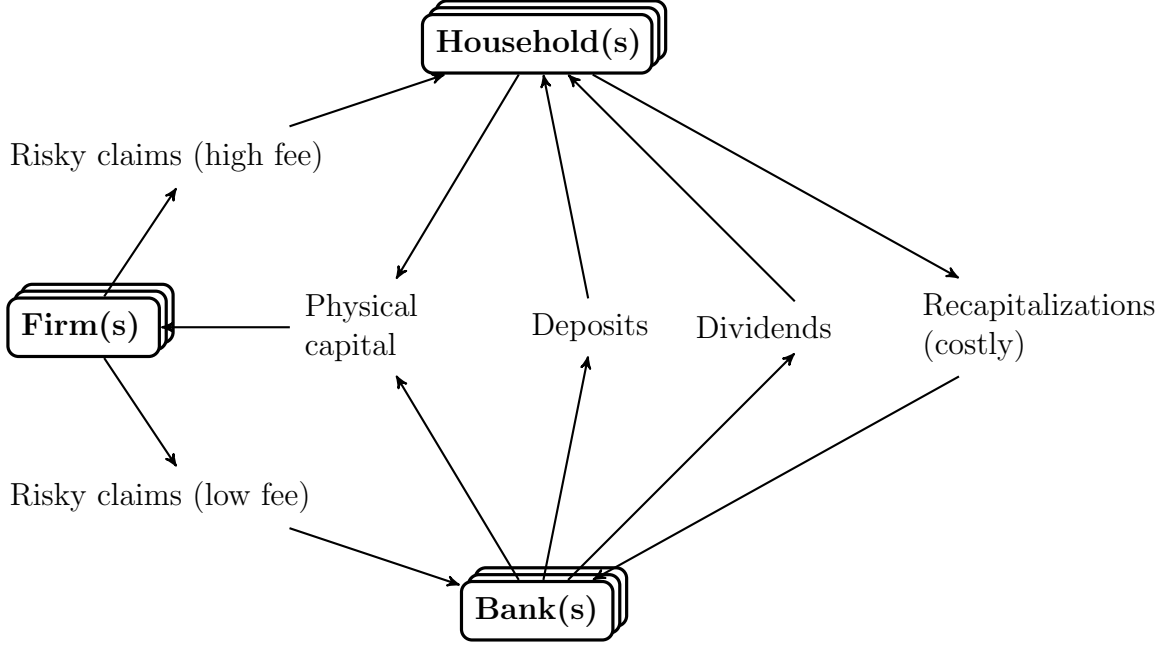 Household(s)
Risky claims (high fee)
Physical
capital
Recapitalizations
(costly)
Firm(s)
Deposits
Dividends
Risky claims (low fee)
Bank(s)